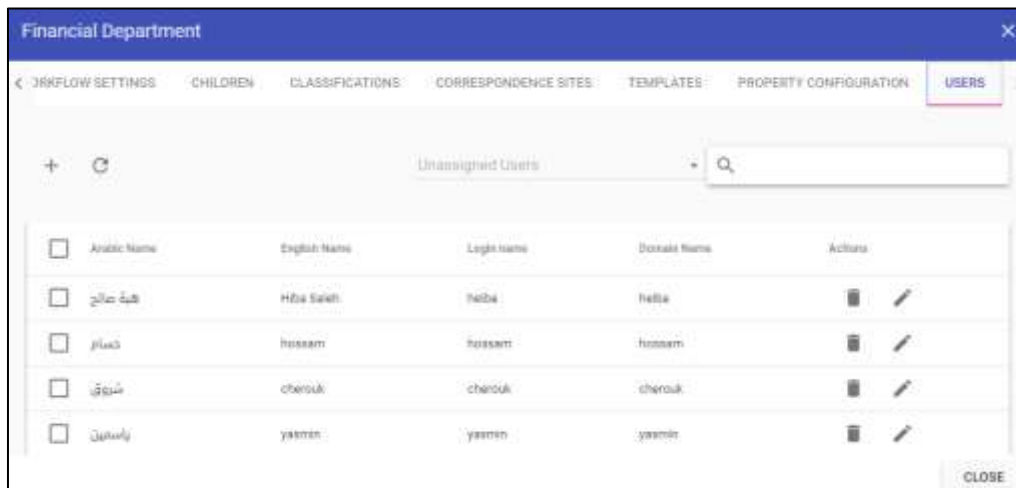 Financial Department
ORKFLOW SETTINGS CHILDREN CLASSIFICATIONS CORRESPONDENCE SITES TEMPLATES PROPERTY CONFIGURATION USERS
Unassigned Users
Arabic Name English Name Login name Domain Name Actions
هبة صالح Hiba Saleh heiba heiba
حسام hossam hossam hossam
شروق cherouk cherouk cherouk
ياسمين yasmin yasmin yasmin
CLOSE